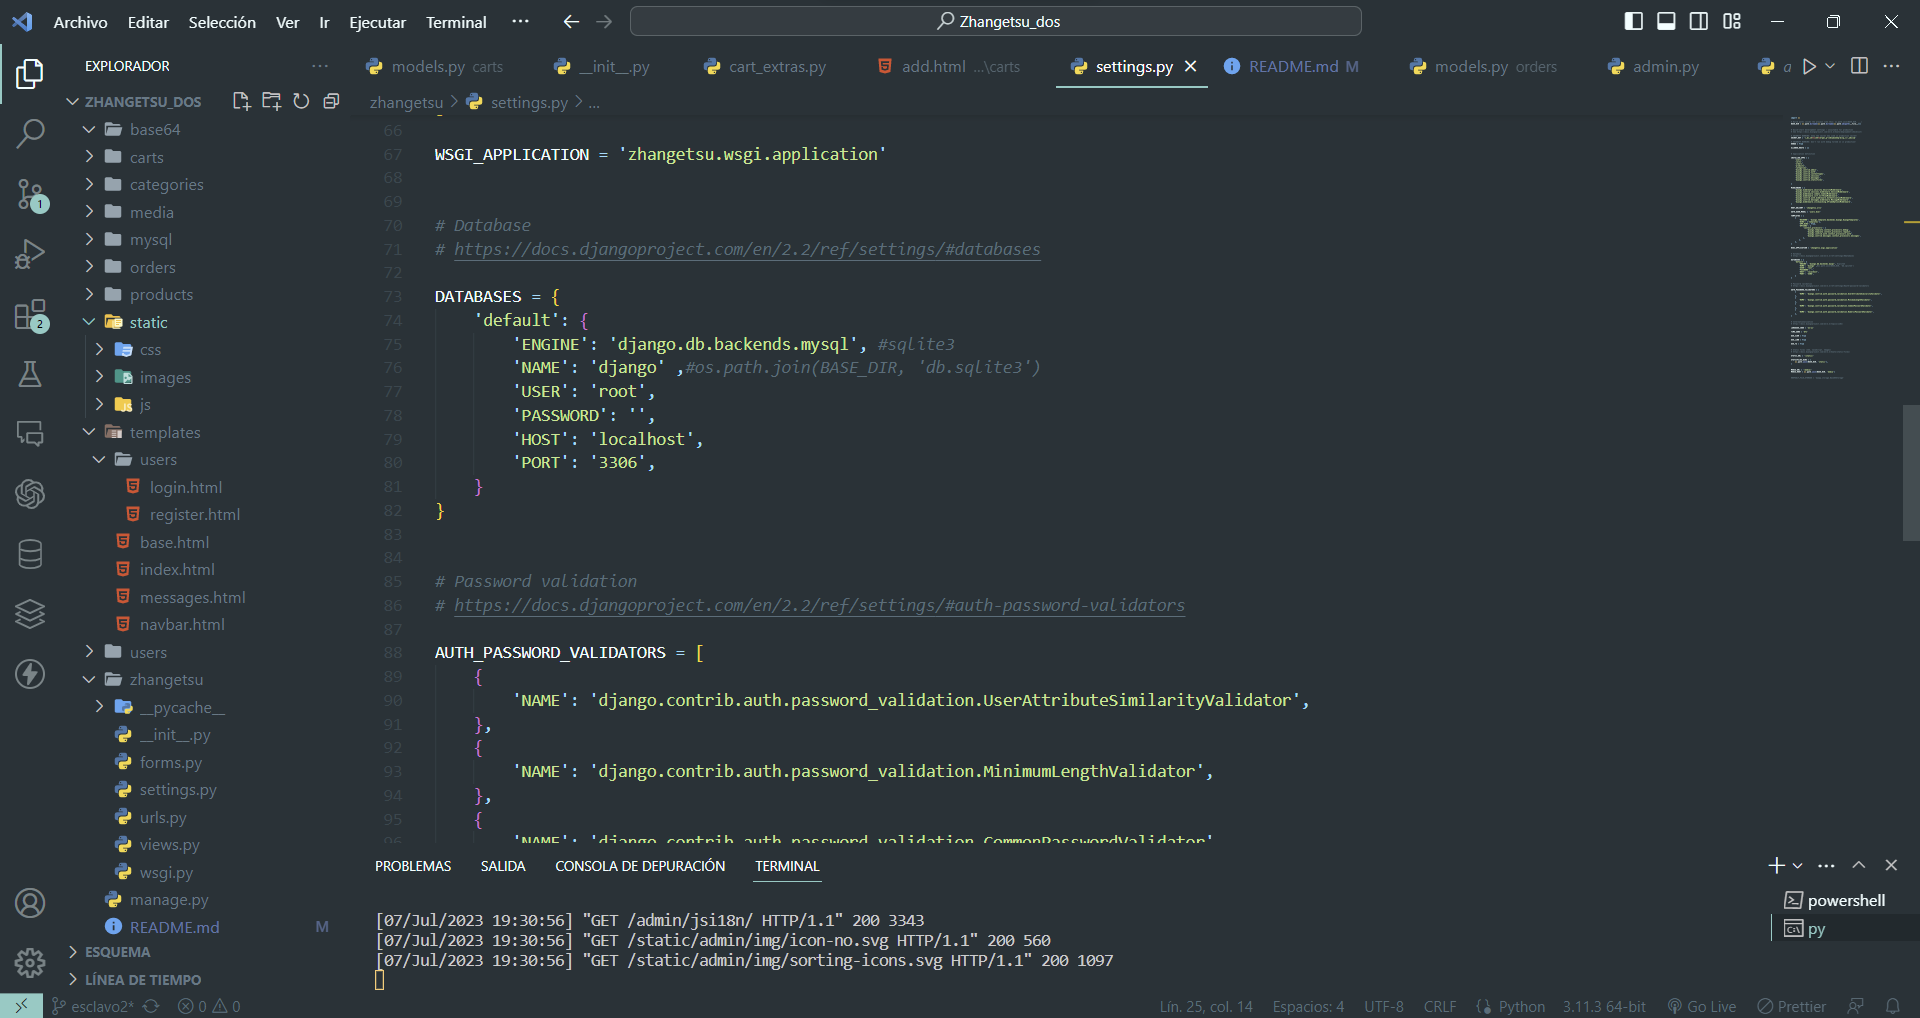 Archivo Editar Selección Ver Ir Ejecutar Terminal ··· Zhangetsu_dos
EXPLORADOR ···
ZHANGETSU_DOS
base64
carts
categories
media
mysql
orders
products
static
css
images
js
templates
users
login.html
register.html
base.html
index.html
messages.html
navbar.html
users
zhangetsu
__pycache__
__init__.py
forms.py
settings.py
urls.py
views.py
wsgi.py
manage.py
README.md M
ESQUEMA
LÍNEA DE TIEMPO
1
2
models.py carts __init__.py cart_extras.py add.html ...\carts settings.py README.md M models.py orders admin.py a
zhangetsu > settings.py > ...
66
67 WSGI_APPLICATION = 'zhangetsu.wsgi.application'
68
69
70 # Database
71 # https://docs.djangoproject.com/en/2.2/ref/settings/#databases
72
73 DATABASES = {
74 'default': {
75 'ENGINE': 'django.db.backends.mysql', #sqlite3
76 'NAME': 'django' ,#os.path.join(BASE_DIR, 'db.sqlite3')
77 'USER': 'root',
78 'PASSWORD': '',
79 'HOST': 'localhost',
80 'PORT': '3306',
81 }
82 }
83
84
85 # Password validation
86 # https://docs.djangoproject.com/en/2.2/ref/settings/#auth-password-validators
87
88 AUTH_PASSWORD_VALIDATORS = [
89 {
90 'NAME': 'django.contrib.auth.password_validation.UserAttributeSimilarityValidator',
91 },
92 {
93 'NAME': 'django.contrib.auth.password_validation.MinimumLengthValidator',
94 },
95 {
96 'NAME': 'django.contrib.auth.password_validation.CommonPasswordValidator'
PROBLEMAS SALIDA CONSOLA DE DEPURACIÓN TERMINAL
[07/Jul/2023 19:30:56] "GET /admin/jsi18n/ HTTP/1.1" 200 3343
[07/Jul/2023 19:30:56] "GET /static/admin/img/icon-no.svg HTTP/1.1" 200 560
[07/Jul/2023 19:30:56] "GET /static/admin/img/sorting-icons.svg HTTP/1.1" 200 1097
powershell
py
esclavo2* 0 0 Lín. 25, col. 14 Espacios: 4 UTF-8 CRLF Python 3.11.3 64-bit Go Live Prettier